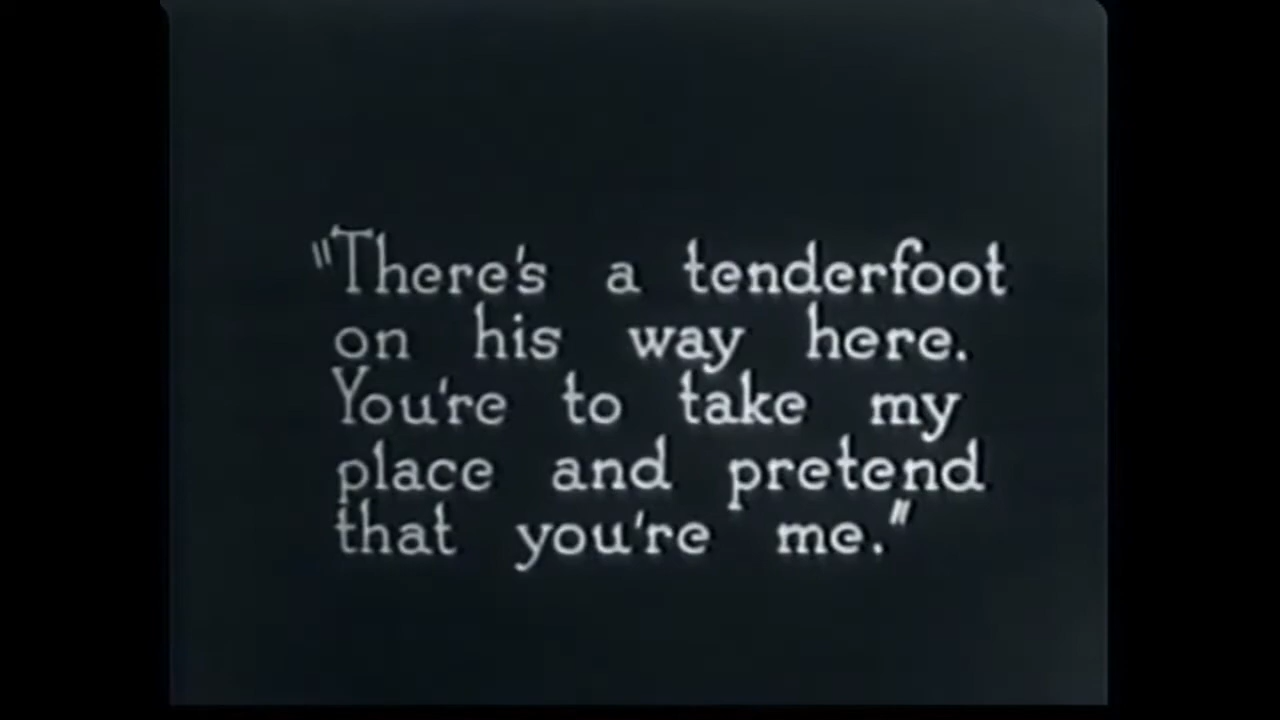 "There's a tenderfoot
on his way here.
You're to take my
place and pretend
that you're me."